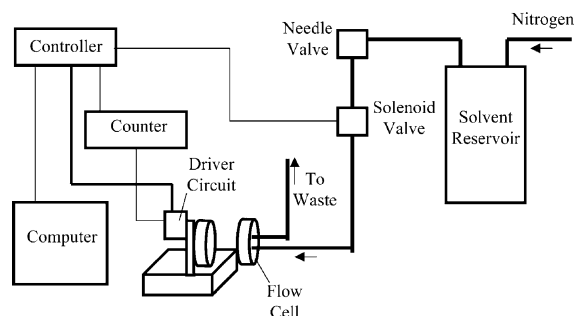 Nitrogen
Needle
Valve
Controller
Solenoid
Valve
Solvent
Reservoir
Counter
Driver
Circuit
To
Waste
Computer
Flow
Cell